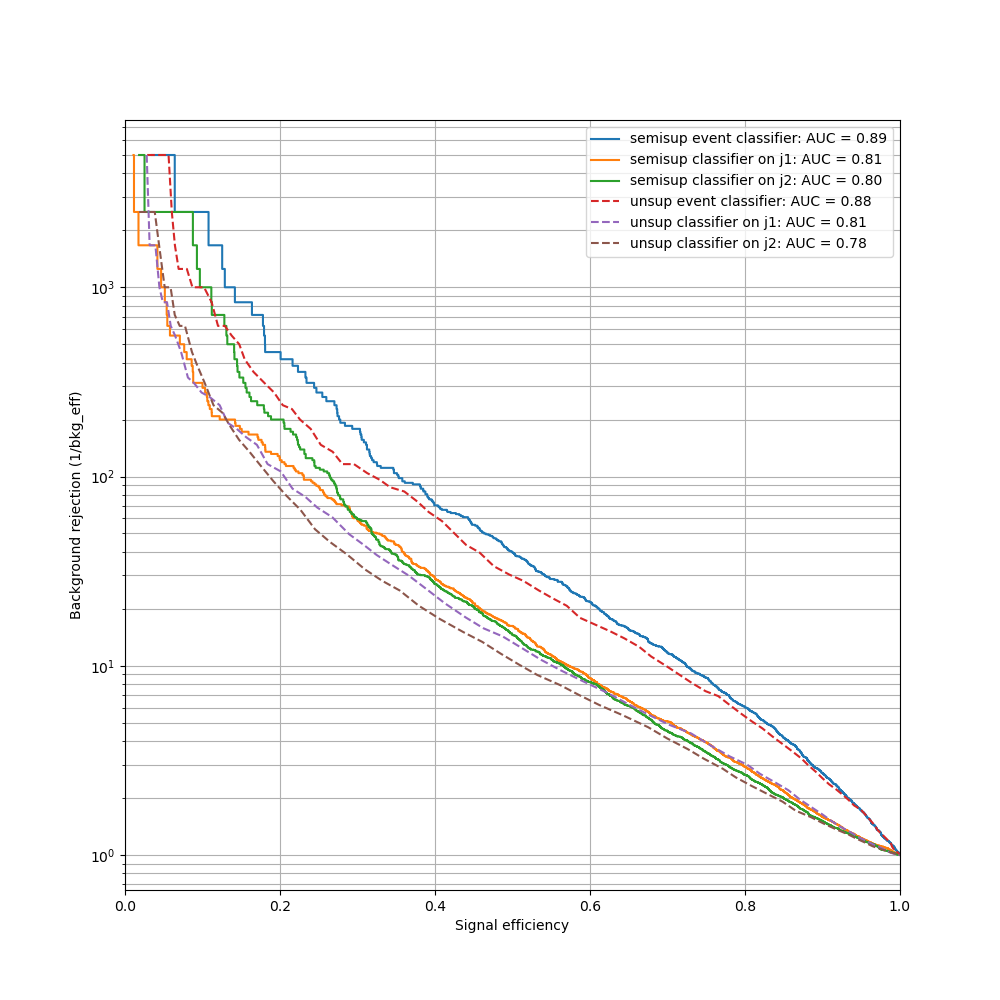 semisup event classifier: AUC = 0.89
semisup classifier on j1: AUC = 0.81
semisup classifier on j2: AUC = 0.80
unsup event classifier: AUC = 0.88
unsup classifier on j1: AUC = 0.81
unsup classifier on j2: AUC = 0.78
Background rejection (1/bkg_eff)
10³
10²
10¹
10⁰
0.0 0.2 0.4 0.6 0.8 1.0
Signal efficiency